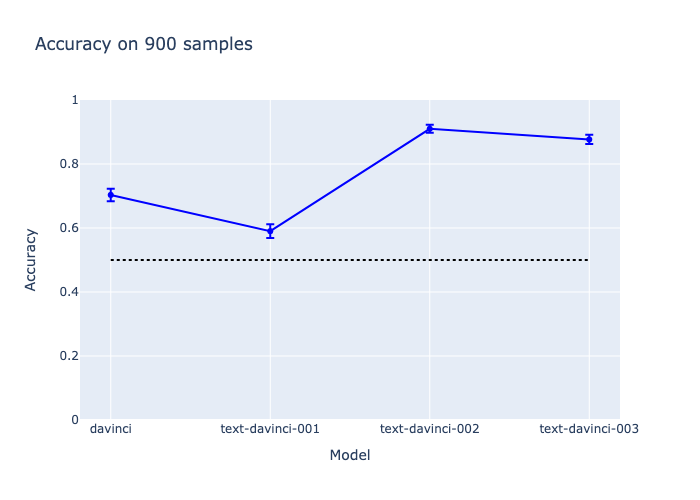 Accuracy on 900 samples
1
0.8
0.6
0.4
0.2
0
Accuracy
davinci
text-davinci-001
text-davinci-002
text-davinci-003
Model